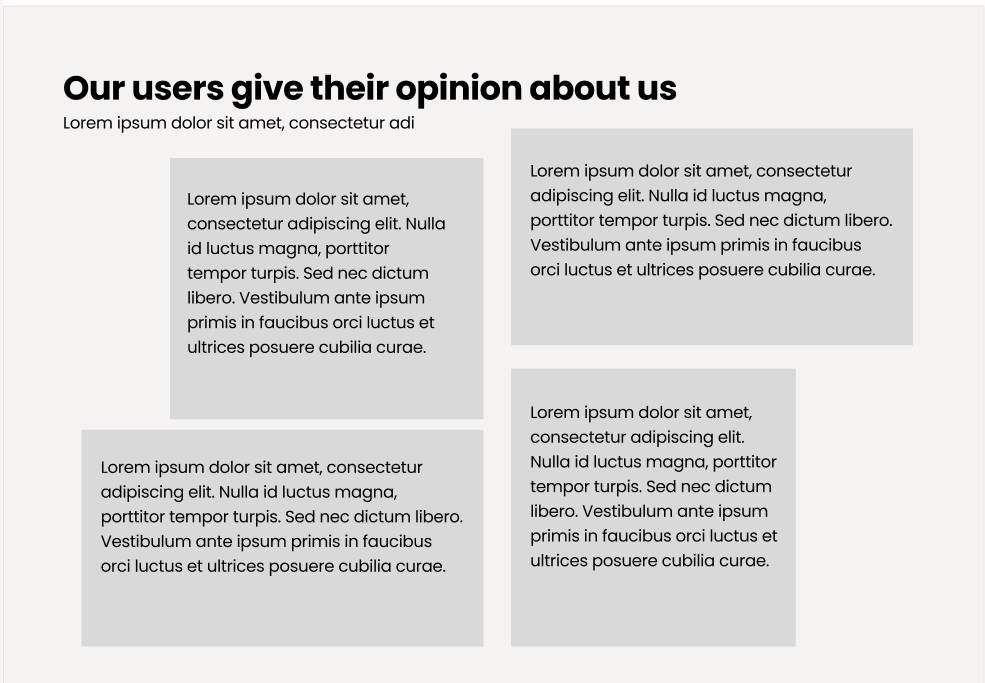 Our users give their opinion about us
Lorem ipsum dolor sit amet, consectetur adi
Lorem ipsum dolor sit amet,
consectetur adipiscing elit. Nulla
id luctus magna, porttitor
tempor turpis. Sed nec dictum
libero. Vestibulum ante ipsum
primis in faucibus orci luctus et
ultrices posuere cubilia curae.
Lorem ipsum dolor sit amet, consectetur
adipiscing elit. Nulla id luctus magna,
porttitor tempor turpis. Sed nec dictum libero.
Vestibulum ante ipsum primis in faucibus
orci luctus et ultrices posuere cubilia curae.
Lorem ipsum dolor sit amet, consectetur
adipiscing elit. Nulla id luctus magna,
porttitor tempor turpis. Sed nec dictum libero.
Vestibulum ante ipsum primis in faucibus
orci luctus et ultrices posuere cubilia curae.
Lorem ipsum dolor sit amet,
consectetur adipiscing elit.
Nulla id luctus magna, porttitor
tempor turpis. Sed nec dictum
libero. Vestibulum ante ipsum
primis in faucibus orci luctus et
ultrices posuere cubilia curae.